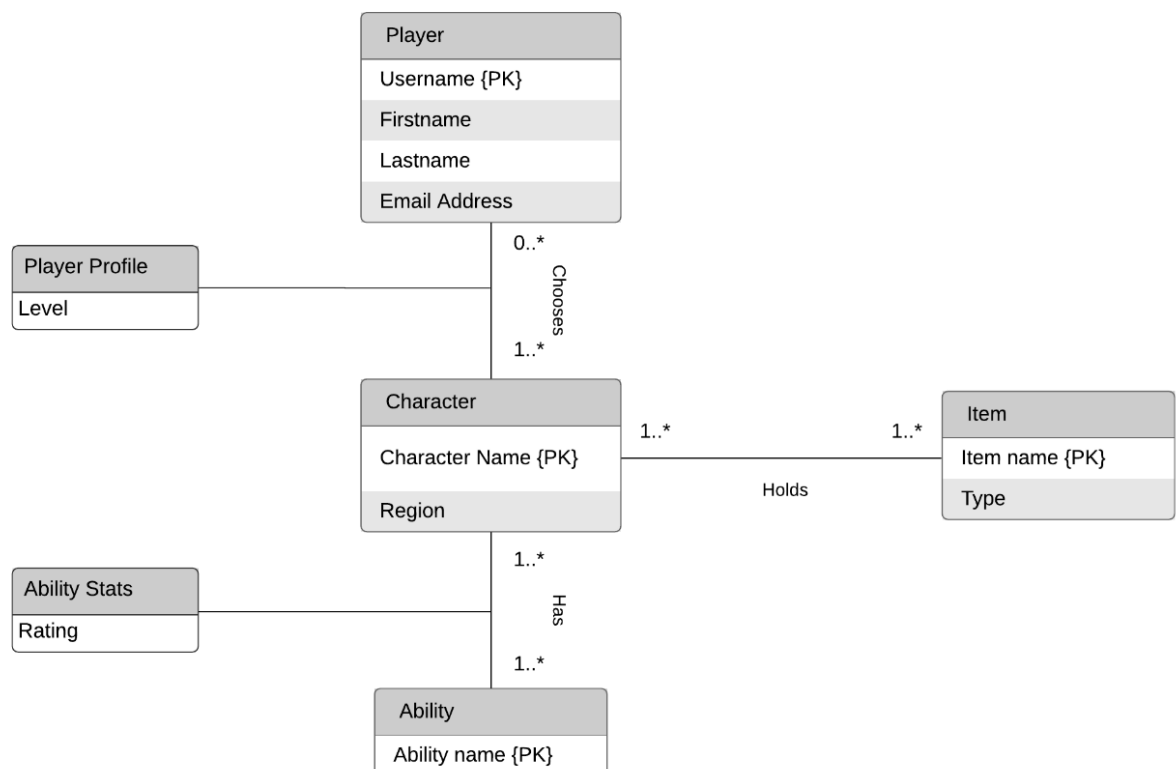 Player
Username {PK}
Firstname
Lastname
Email Address
0..*
Chooses
Player Profile
Level
1..*
Character
Character Name {PK}
Region
1..*
1..*
Holds
Item
Item name {PK}
Type
1..*
Has
Ability Stats
Rating
1..*
Ability
Ability name {PK}